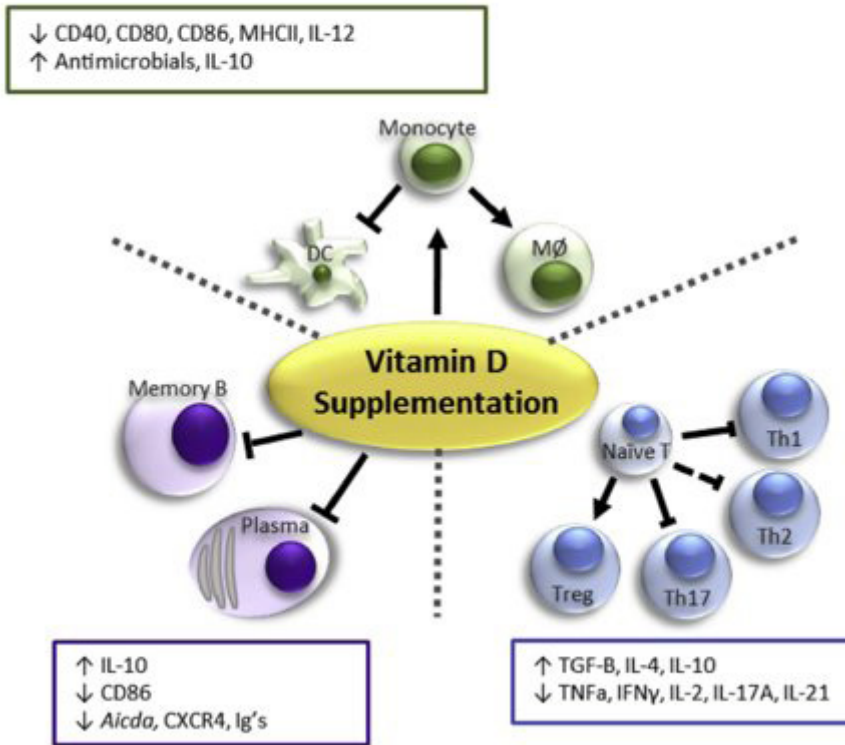 ↓ CD40, CD80, CD86, MHCII, IL-12
↑ Antimicrobials, IL-10
Monocyte
DC
MØ
Vitamin D
Supplementation
Memory B
Plasma
Naïve T
Th1
Th2
Th17
Treg
↑ IL-10
↓ CD86
↓ Aicda, CXCR4, Ig's
↑ TGF-B, IL-4, IL-10
↓ TNFa, IFNγ, IL-2, IL-17A, IL-21